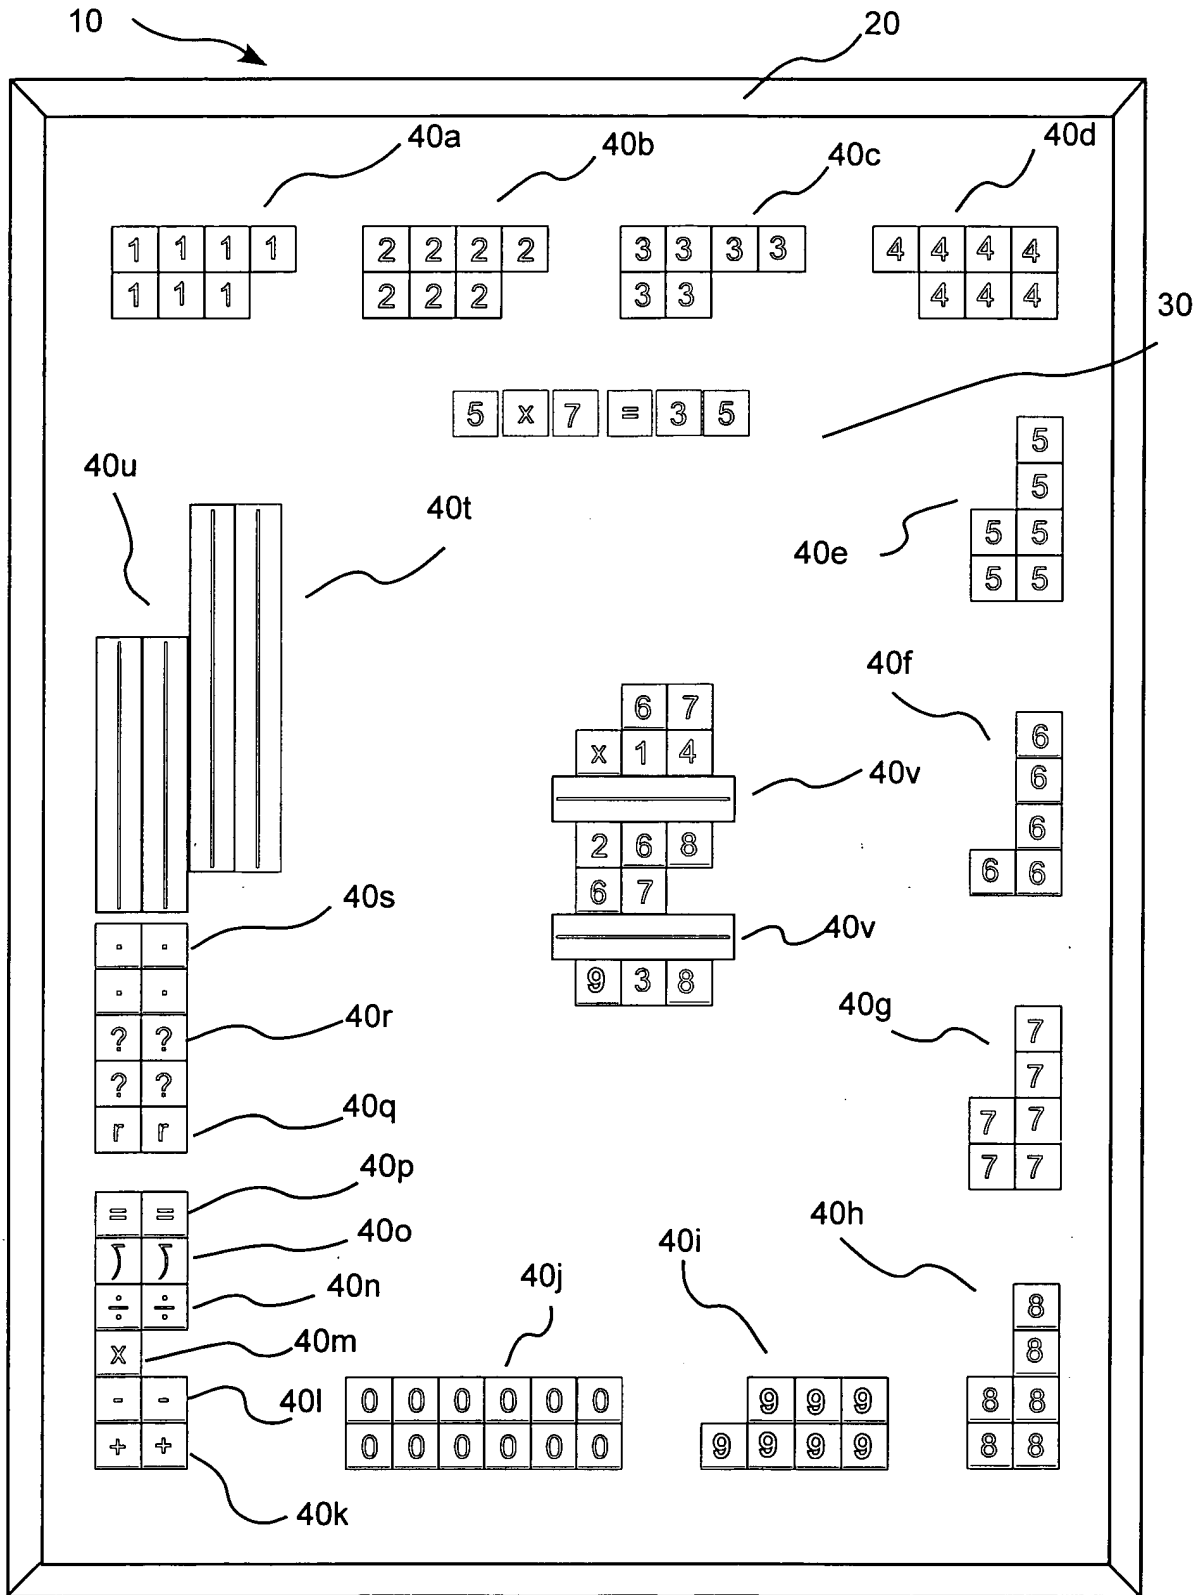 10
20
40a
40b
40c
40d
1 1 1 1
2 2 2 2
3 3 3 3
4 4 4 4
1 1 1
2 2 2
3 3
4 4 4
30
5 x 7 = 3 5
5
5
5 5
5 5
40e
40u
40t
40f
6
6
6
6 6
6 7
x 1 4
40v
2 6 8
6 7
40v
9 3 8
40s
. .
. .
40r
? ?
? ?
40q
r r
40g
7
7
7 7
7 7
40p
= =
40o
) )
40n
÷ ÷
40m
x
40l
- -
+ +
40k
40j
0 0 0 0 0 0
0 0 0 0 0 0
40i
9 9 9
9 9 9 9
40h
8
8
8 8
8 8